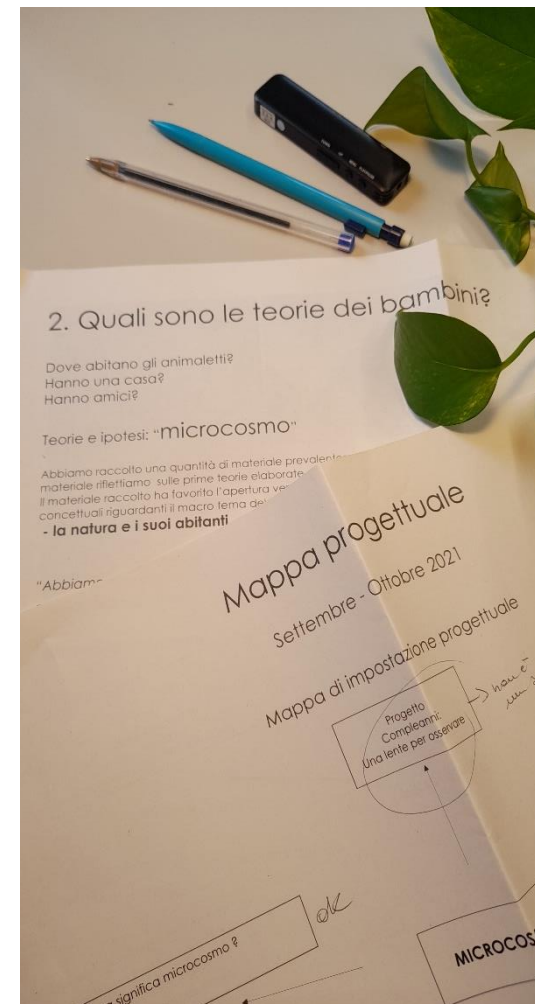 2. Quali sono le teorie dei bambini?
Dove abitano gli animaletti?
Hanno una casa?
Hanno amici?
Teorie e ipotesi: "microcosmo"
Abbiamo raccolto una quantità di materiale
materiale riflettiamo sulle prime teorie elaborate
Il materiale raccolto ha favorito l'apertura
concettuali riguardanti il macro tema
- la natura e i suoi abitanti
Mappa progettuale
Settembre - Ottobre 2021
Mappa di impostazione progettuale
Progetto
Compleanni:
Una lente per osservare
ok
significa microcosmo ?